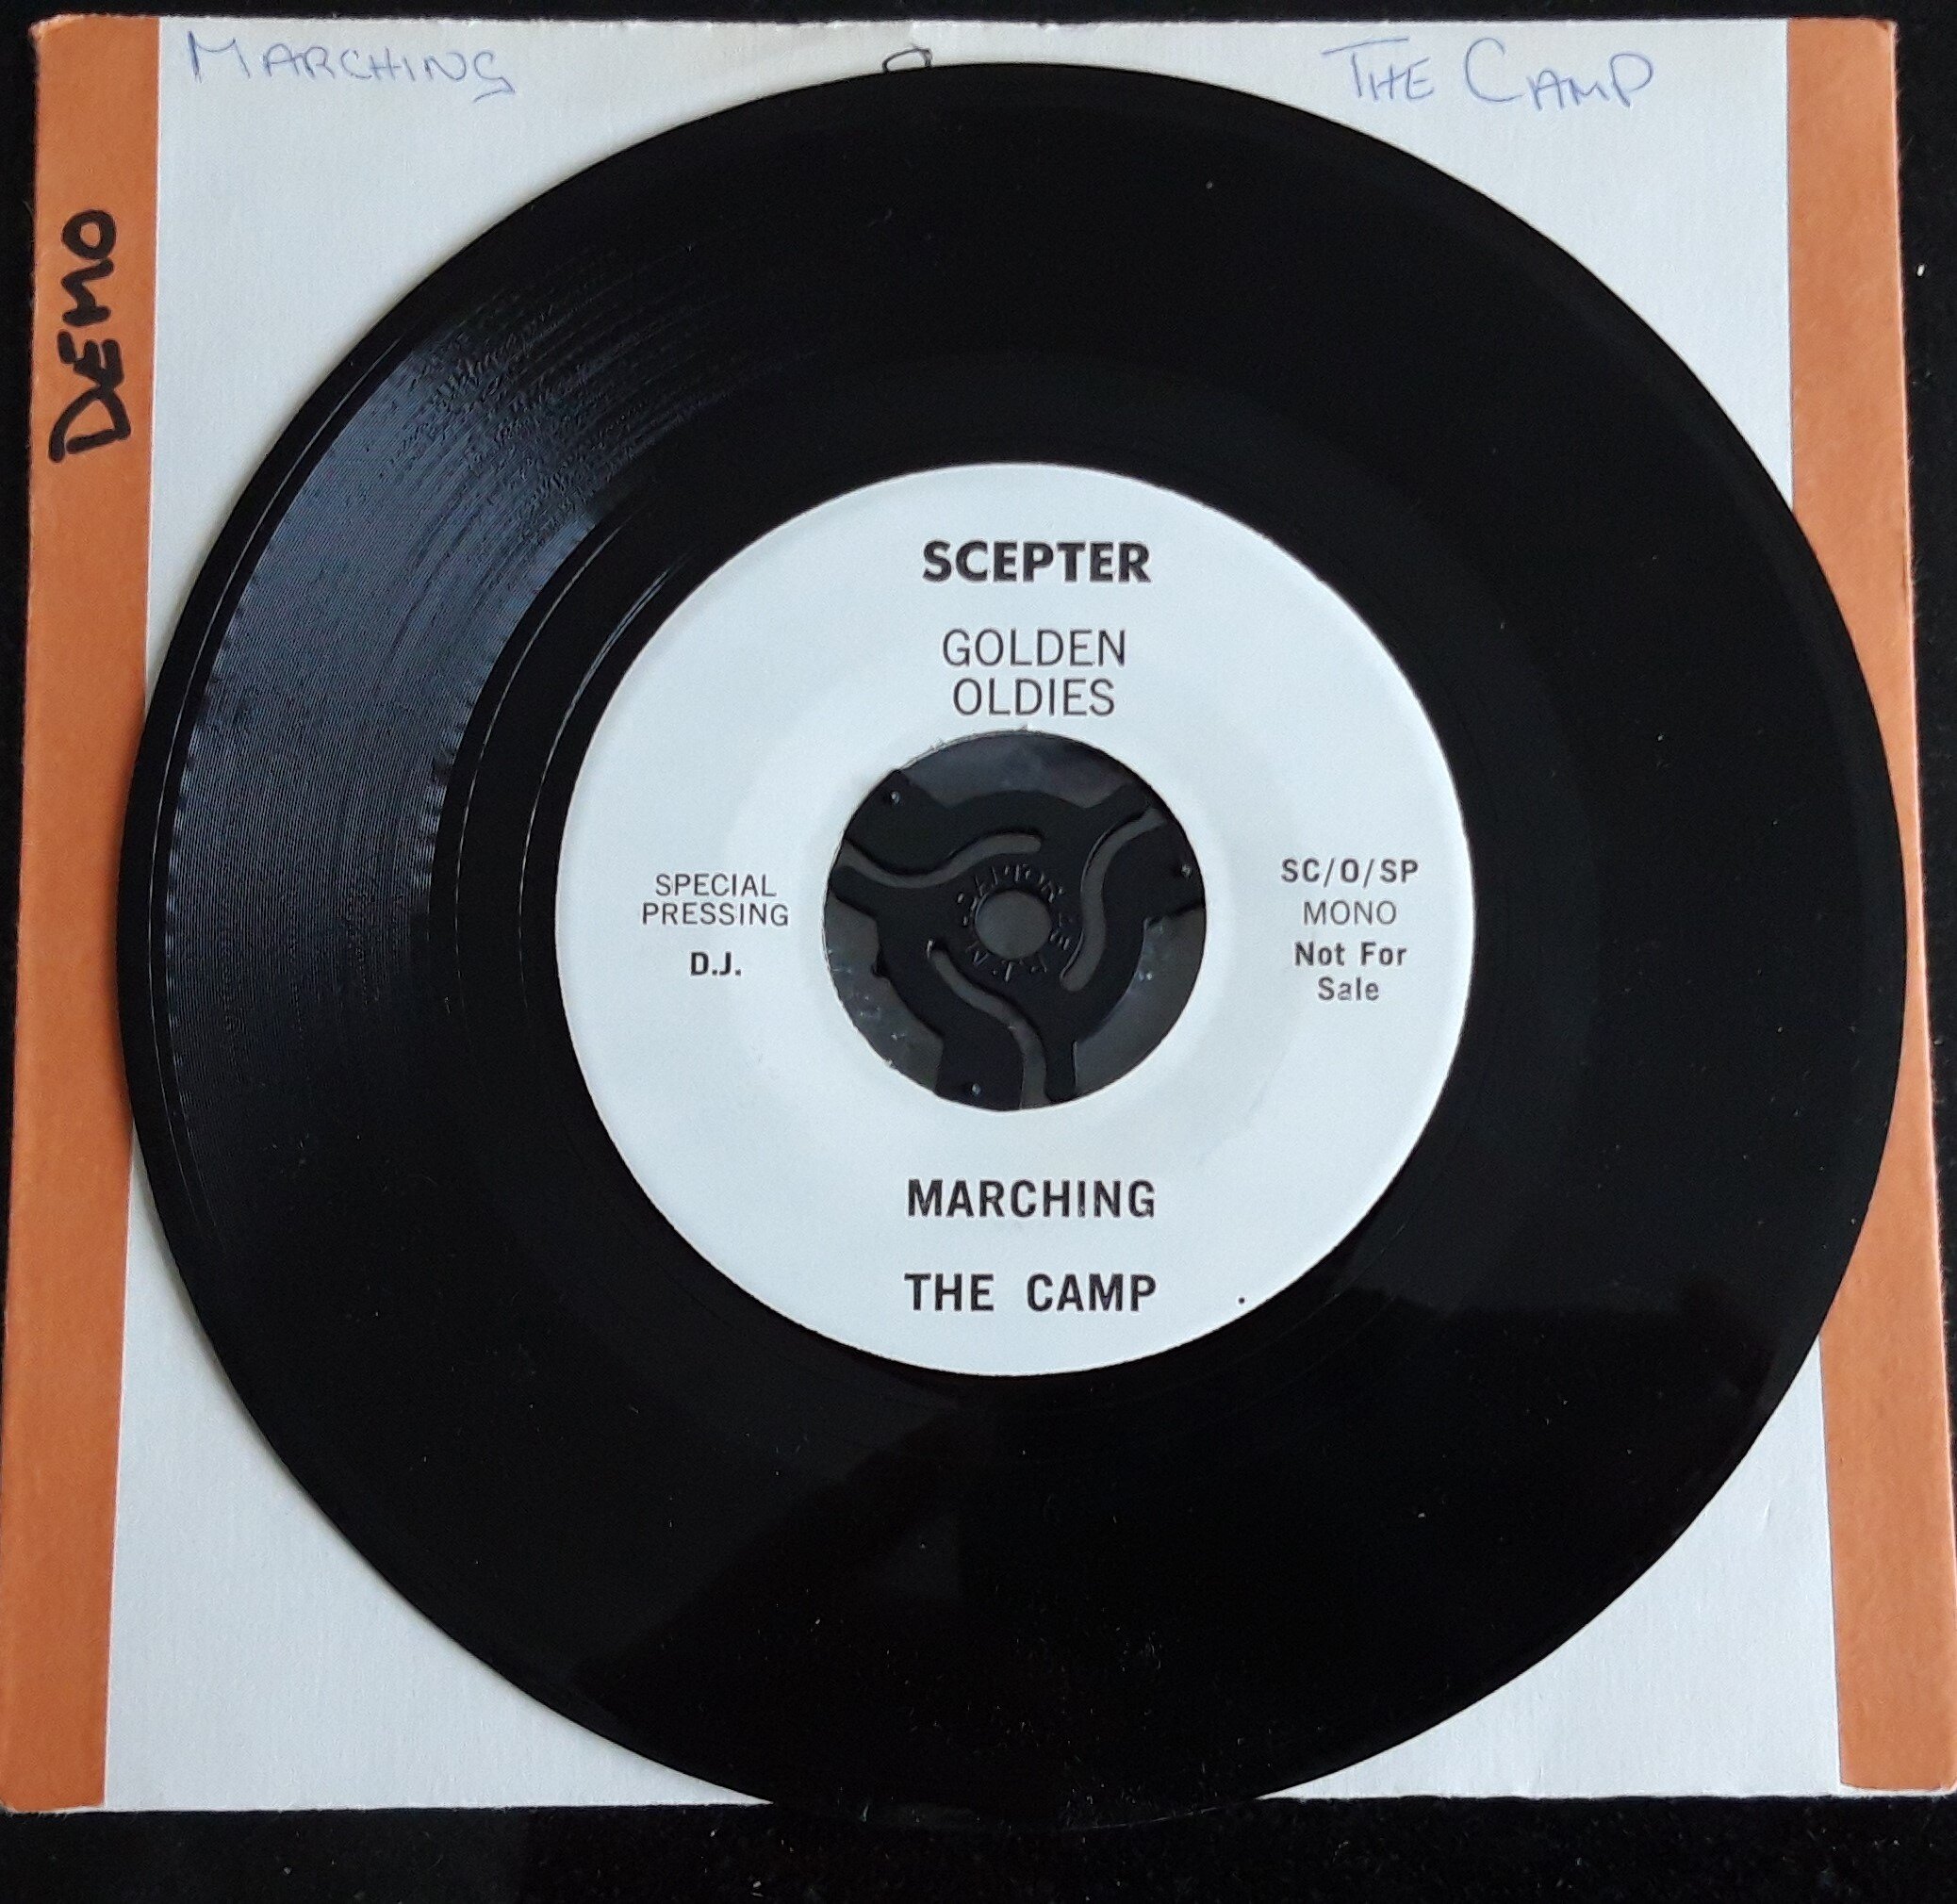 MARCHING
THE CAMP
DEMO
SCEPTER
GOLDEN
OLDIES
SPECIAL
PRESSING
D.J.
SC/O/SP
MONO
Not For
Sale
MARCHING
THE CAMP